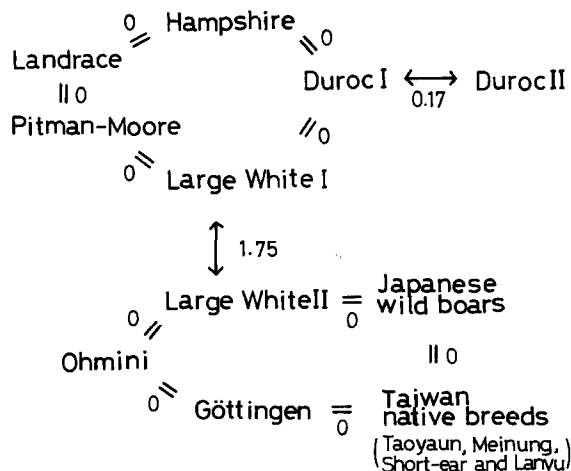 0 Hampshire 0
Landrace
Duroc I ↔ Duroc II
|| 0
0.17
Pitman-Moore
// 0
0 Large White I
1.75
Large White II = Japanese
0 wild boars
0
Ohmini
|| 0
0 Göttingen = Taiwan
0 native breeds
(Taoyaun, Meinung,
Short-ear and Lanyu)